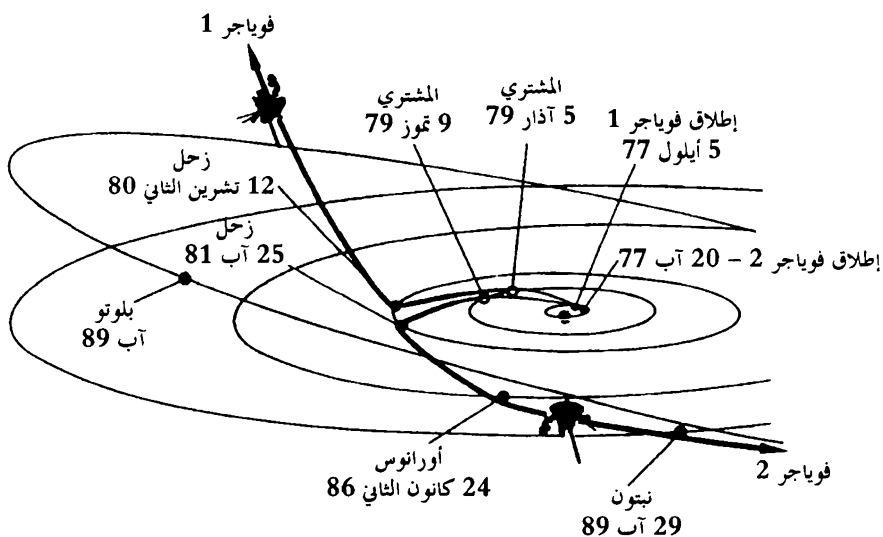 فوياجر 1
المشتري
5 آذار 79
المشتري
9 تموز 79
إطلاق فوياجر 1
5 أيلول 77
زحل
12 تشرين الثاني 80
زحل
25 آب 81
إطلاق فوياجر 2 – 20 آب 77
بلوتو
آب 89
أورانوس
24 كانون الثاني 86
فوياجر 2
نبتون
29 آب 89